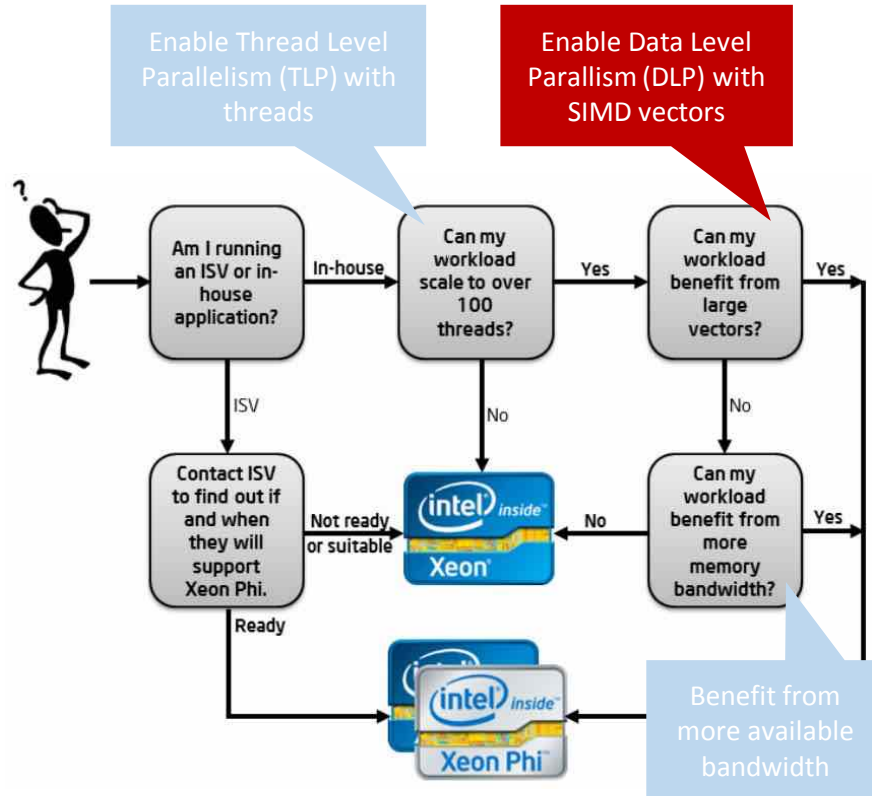 Enable Thread Level
Parallelism (TLP) with
threads
Enable Data Level
Parallism (DLP) with
SIMD vectors
?
Am I running
an ISV or in-
house
application?
In-house
Can my
workload
scale to over
100
threads?
Yes
Can my
workload
benefit from
large
vectors?
Yes
ISV
No
No
Contact ISV
to find out if
and when
they will
support
Xeon Phi.
Not ready
or suitable
intel® inside™
Xeon®
No
Can my
workload
benefit from
more
memory
bandwidth?
Yes
Ready
intel® inside™
Xeon Phi™
Benefit from
more available
bandwidth